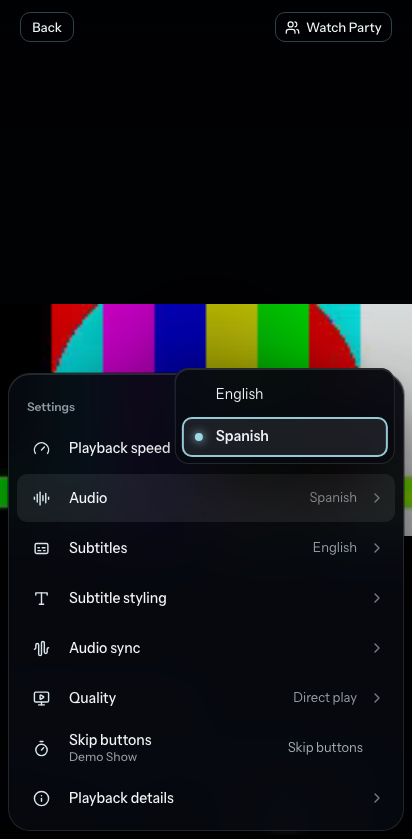 Back
Watch Party
English
Settings
Spanish
Playback speed
Audio Spanish
Subtitles English
Subtitle styling
Audio sync
Quality Direct play
Skip buttons Skip buttons
Demo Show
Playback details